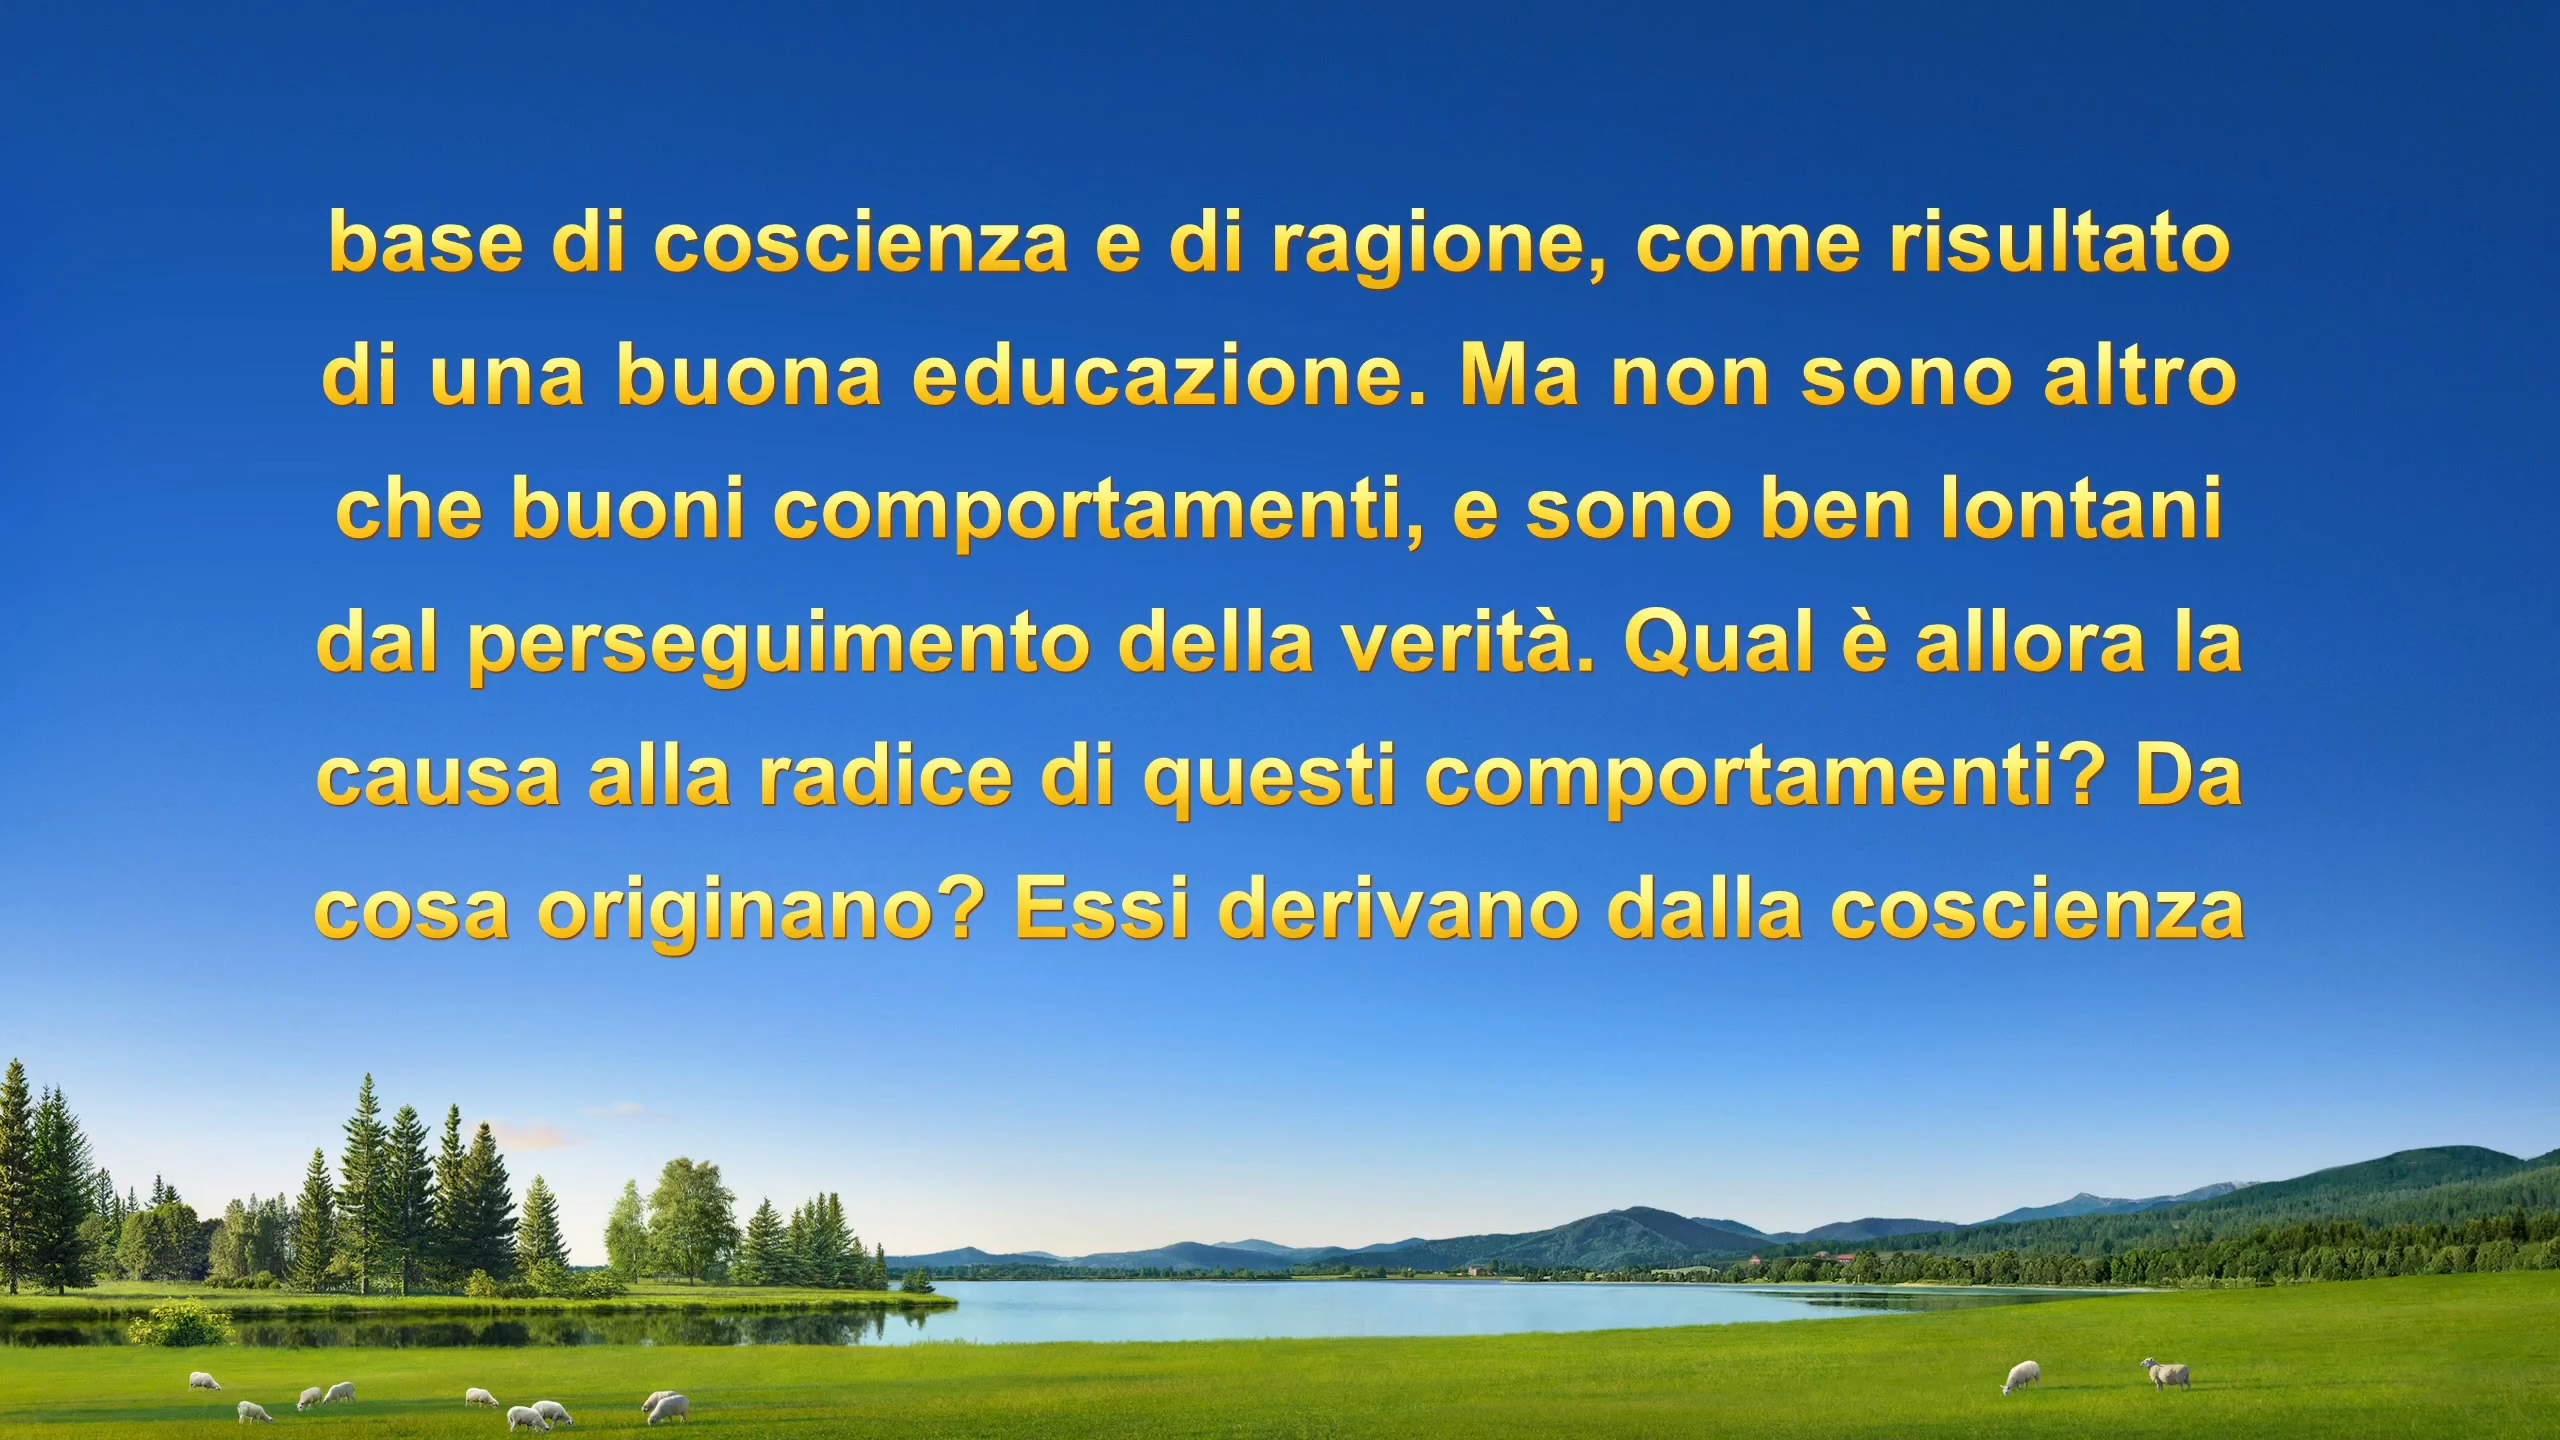 base di coscienza e di ragione, come risultato
di una buona educazione. Ma non sono altro
che buoni comportamenti, e sono ben lontani
dal perseguimento della verità. Qual è allora la
causa alla radice di questi comportamenti? Da
cosa originano? Essi derivano dalla coscienza